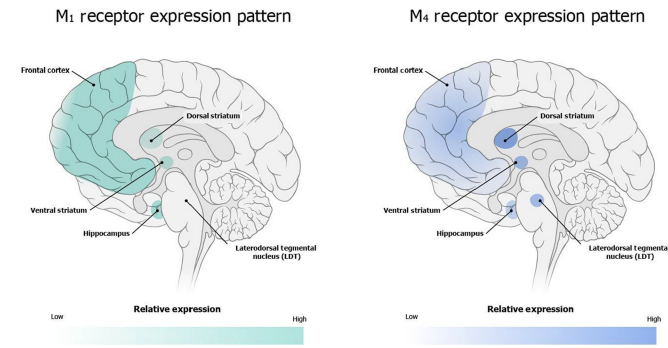 M₁ receptor expression pattern
Frontal cortex
Dorsal striatum
Ventral striatum
Hippocampus
Laterodorsal tegmental
nucleus (LDT)
Relative expression
Low
High
M₄ receptor expression pattern
Frontal cortex
Dorsal striatum
Ventral striatum
Hippocampus
Laterodorsal tegmental
nucleus (LDT)
Relative expression
Low
High